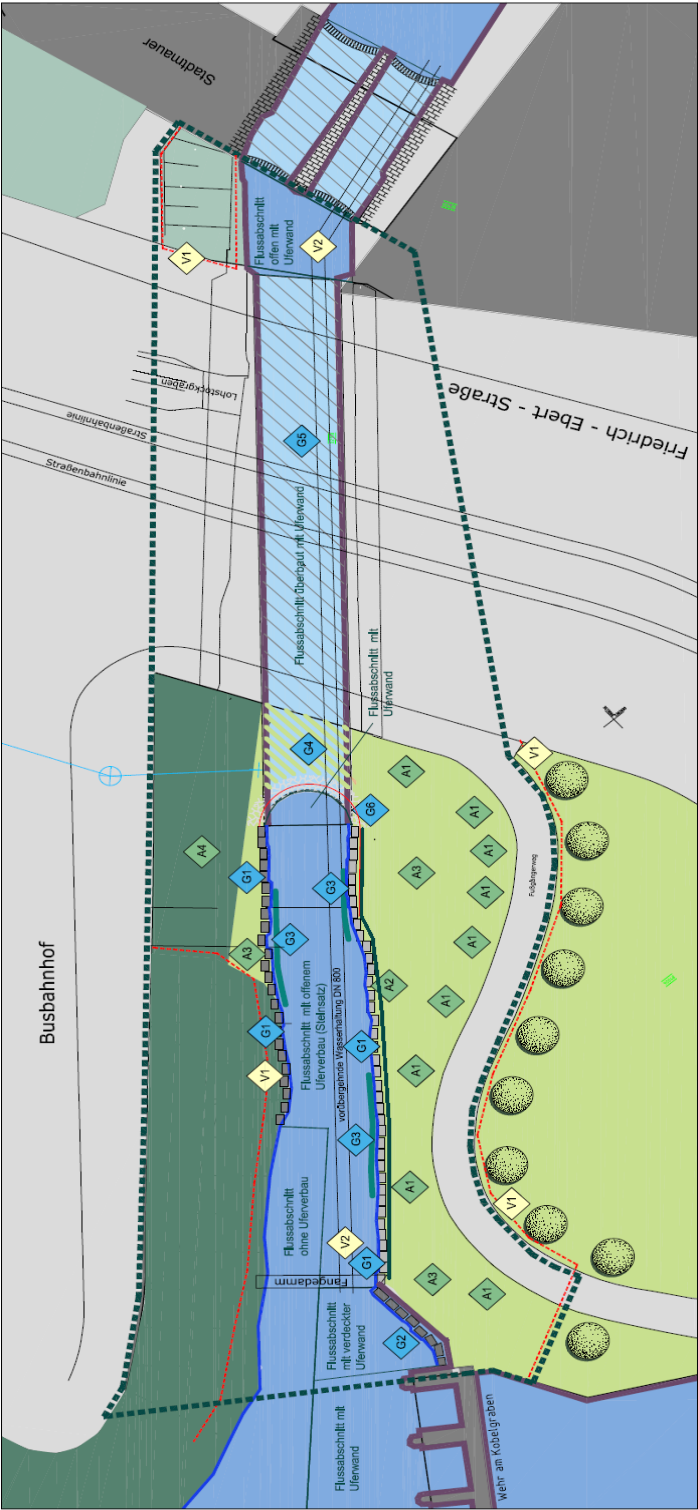 Stadtmauer
Flussabschnitt
offen mit
Uferwand
V2
V1
Lohstockgraben
Straßenbahnlinie
Straßenbahnlinie
Friedrich - Ebert - Straße
G5
Flussabschnitt überbaut mit Uferwand
Flussabschnitt mit
Uferwand
G4
V1
A1
G6
A1
A4
A1
G1
A3
G3
A1
Fußgängerweg
G3
A1
A3
Busbahnhof
A2
A1
G1
Flussabschnitt mit offenem
Uferverbau (Steinsatz)
vorübergehnde Wasserhaltung DN 800
G1
V1
A1
G3
A1
V1
Flussabschnitt
ohne Uferverbau
V2
G1
Fangedamm
A3
A1
Flussabschnitt
mit verdeckter
Uferwand
G2
Flussabschnitt mit
Uferwand
Wehr am Kobelgraben